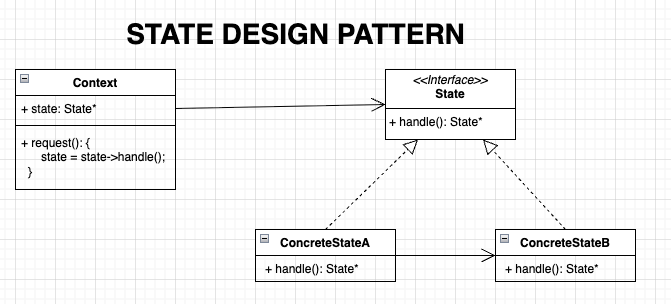 STATE DESIGN PATTERN
Context
+ state: State*
+ request(): {
state = state->handle();
}
<<Interface>>
State
+ handle(): State*
ConcreteStateA
+ handle(): State*
ConcreteStateB
+ handle(): State*